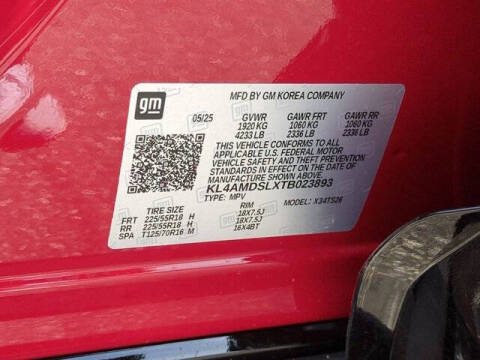 gm
MFD BY GM KOREA COMPANY
05/25 GVWR GAWR FRT GAWR RR
1920 KG 1060 KG 1060 KG
4233 LB 2336 LB 2336 LB
THIS VEHICLE CONFORMS TO ALL
APPLICABLE U.S. FEDERAL MOTOR
VEHICLE SAFETY AND THEFT PREVENTION
STANDARDS IN EFFECT ON THE DATE OF
MANUFACTURE SHOWN ABOVE.
KL4AMDSLXTB023893
TYPE: MPV MODEL: X34TS26
TIRE SIZE RIM
FRT 225/55R18 H 18X7.5J
RR 225/55R18 H 18X7.5J
SPA T125/70R16 M 16X4BT